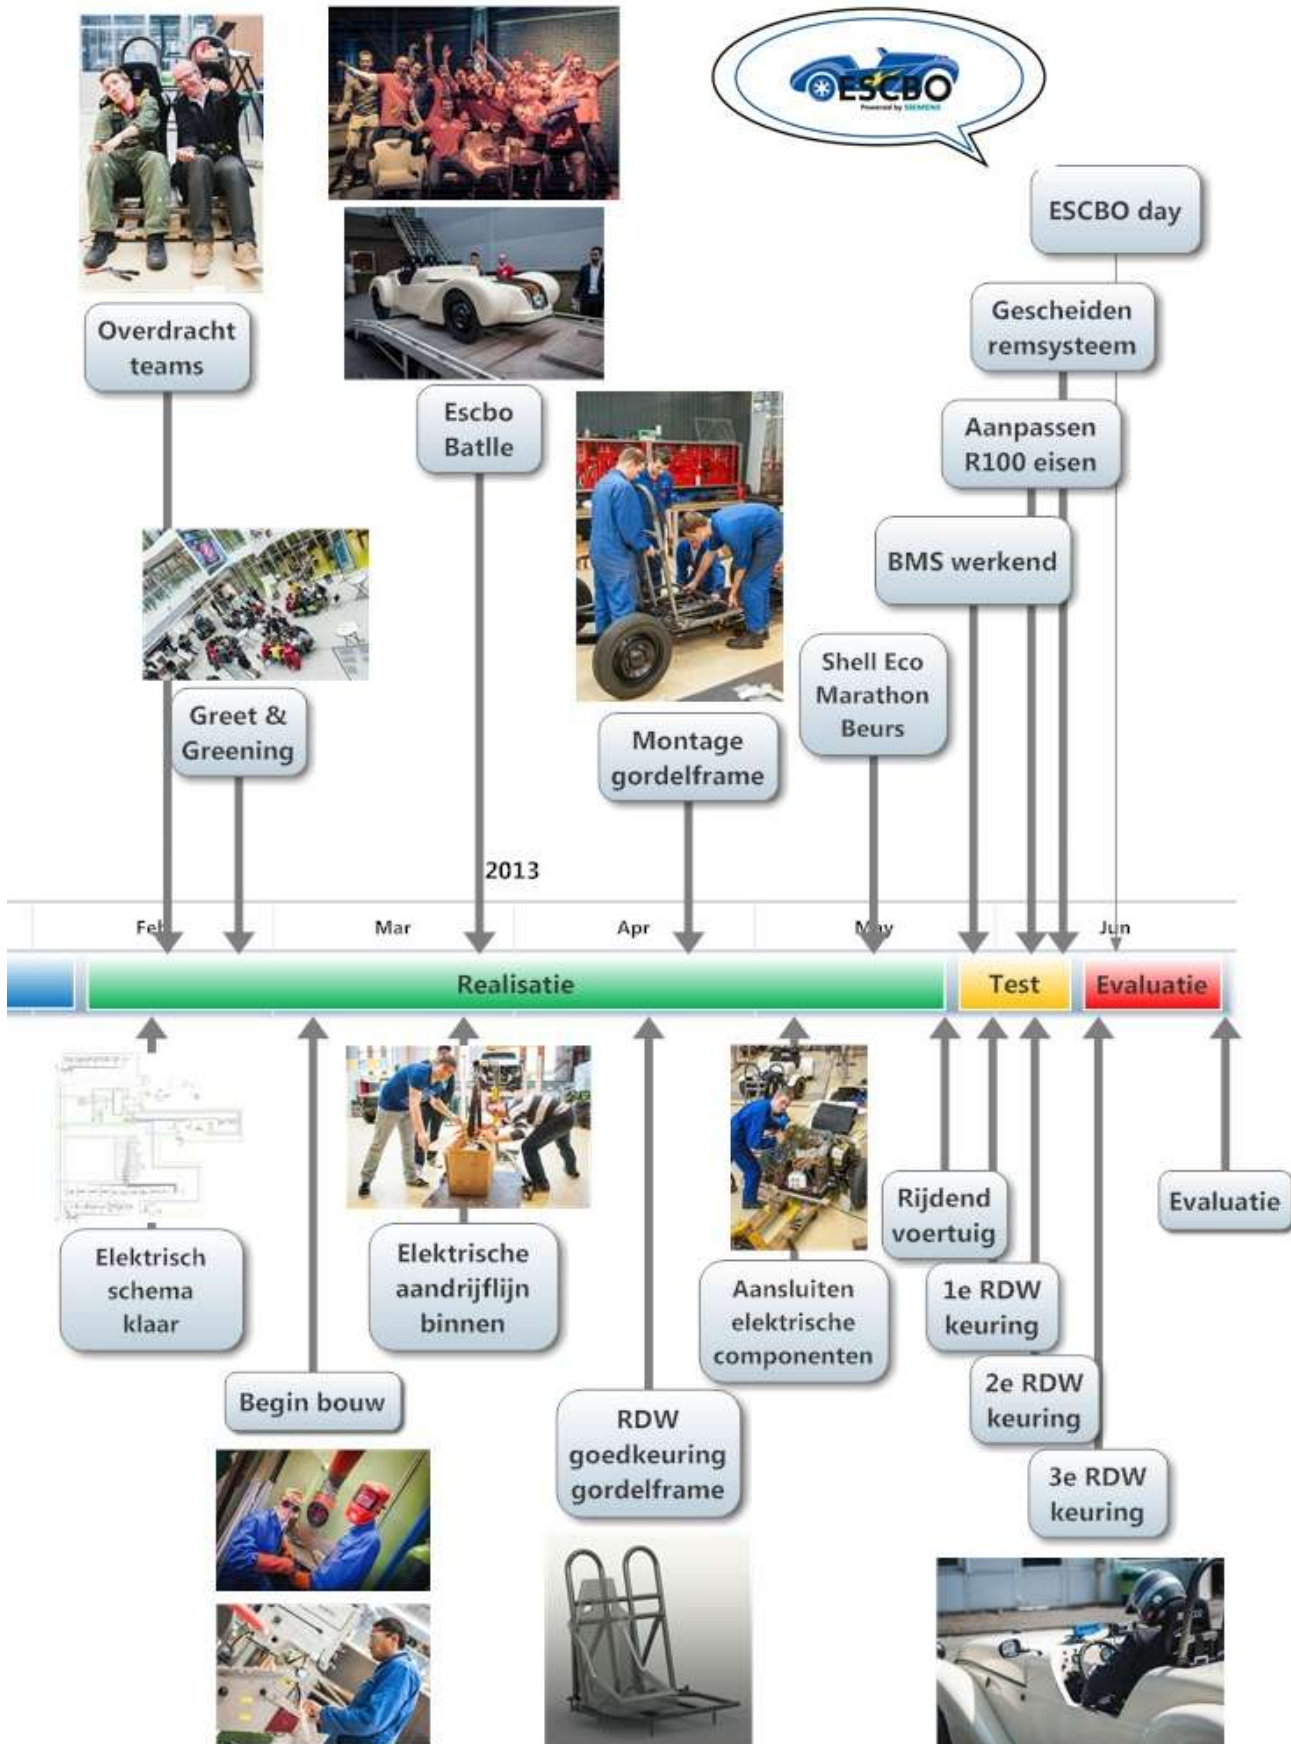 ESCBO
Powered by SIEMENS
ESCBO day
Gescheiden
remsysteem
Overdracht
teams
Escbo
Batlle
Aanpassen
R100 eisen
BMS werkend
Shell Eco
Marathon
Beurs
Greet &
Greening
Montage
gordelframe
2013
Feb
Mar
Apr
May
Jun
Realisatie
Test
Evaluatie
Rijdend
voertuig
Evaluatie
Elektrisch
schema
klaar
Elektrische
aandrijflijn
binnen
Aansluiten
elektrische
componenten
1e RDW
keuring
Begin bouw
2e RDW
keuring
RDW
goedkeuring
gordelframe
3e RDW
keuring